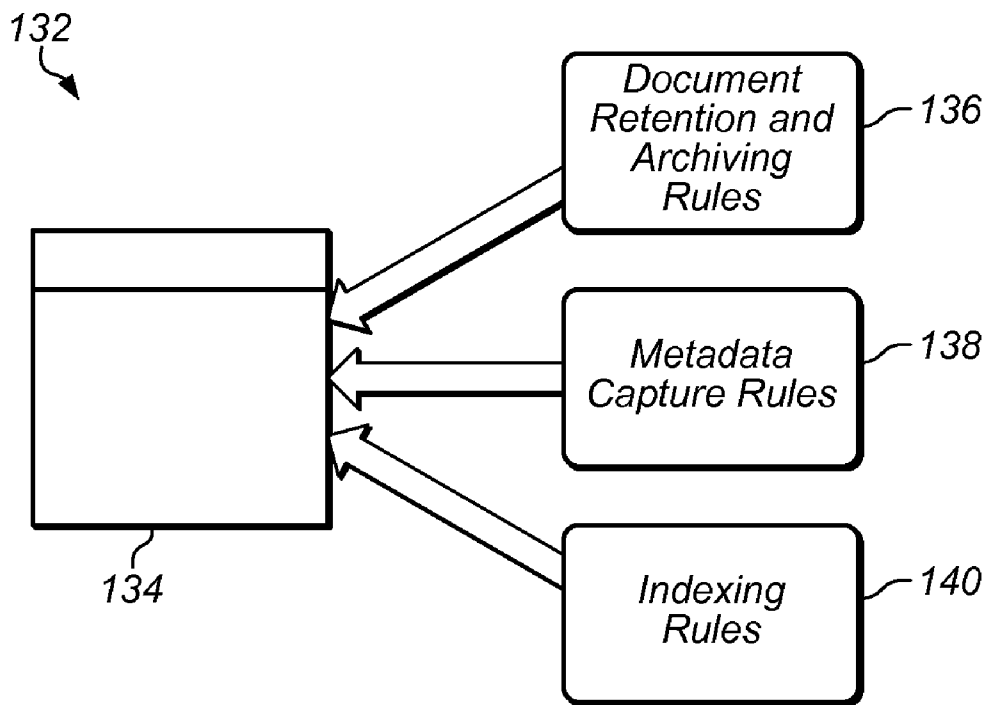 132
Document
Retention and
Archiving
Rules
136
Metadata
Capture Rules
138
134
Indexing
Rules
140